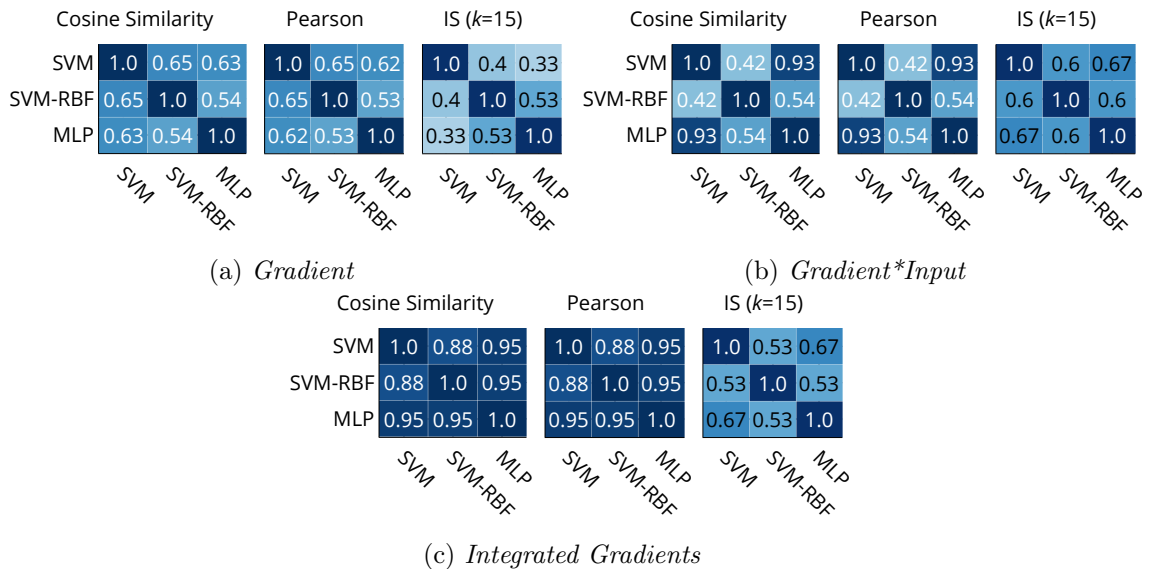 Cosine Similarity Pearson IS (k=15)
SVM 1.0 0.65 0.63 1.0 0.65 0.62 1.0 0.4 0.33
SVM-RBF 0.65 1.0 0.54 0.65 1.0 0.53 0.4 1.0 0.53
MLP 0.63 0.54 1.0 0.62 0.53 1.0 0.33 0.53 1.0
SVM SVM-RBF MLP SVM SVM-RBF MLP SVM SVM-RBF MLP
(a) Gradient
Cosine Similarity Pearson IS (k=15)
SVM 1.0 0.42 0.93 1.0 0.42 0.93 1.0 0.6 0.67
SVM-RBF 0.42 1.0 0.54 0.42 1.0 0.54 0.6 1.0 0.6
MLP 0.93 0.54 1.0 0.93 0.54 1.0 0.67 0.6 1.0
SVM SVM-RBF MLP SVM SVM-RBF MLP SVM SVM-RBF MLP
(b) Gradient*Input
Cosine Similarity Pearson IS (k=15)
SVM 1.0 0.88 0.95 1.0 0.88 0.95 1.0 0.53 0.67
SVM-RBF 0.88 1.0 0.95 0.88 1.0 0.95 0.53 1.0 0.53
MLP 0.95 0.95 1.0 0.95 0.95 1.0 0.67 0.53 1.0
SVM SVM-RBF MLP SVM SVM-RBF MLP SVM SVM-RBF MLP
(c) Integrated Gradients